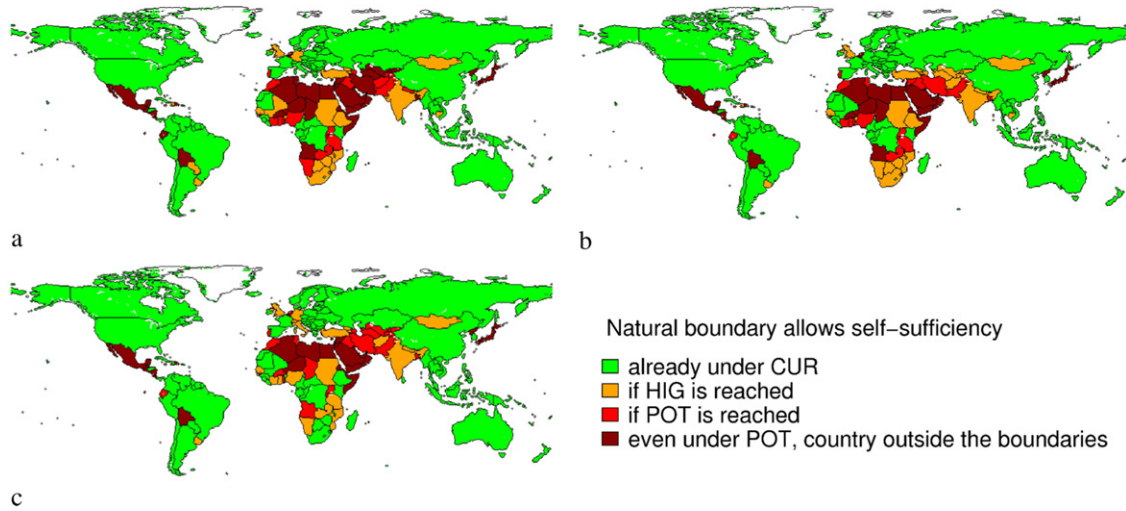 a
b
c
Natural boundary allows self−sufficiency
already under CUR
if HIG is reached
if POT is reached
even under POT, country outside the boundaries